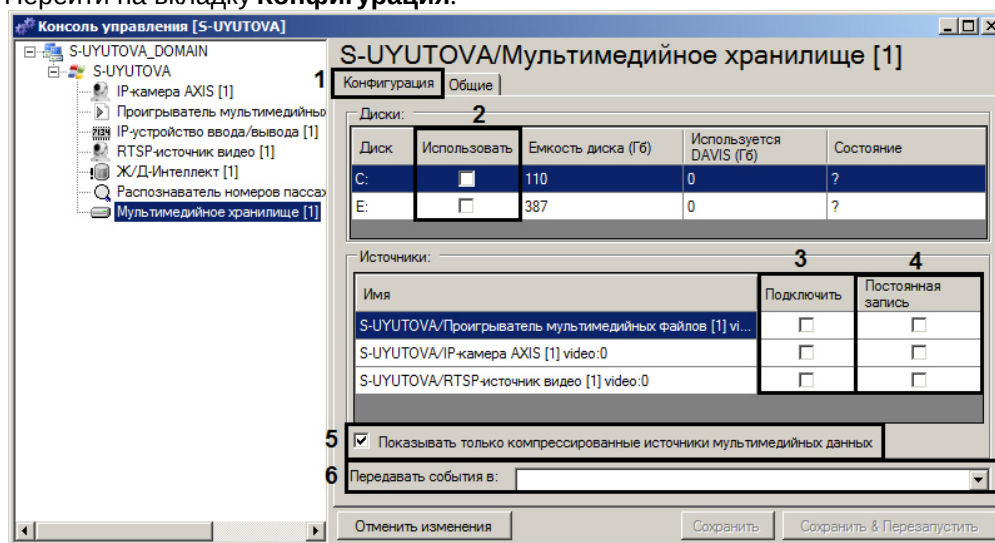 Перейти на вкладку Конфигурация.
Консоль управления [S-UYUTOVA]
S-UYUTOVA_DOMAIN
S-UYUTOVA
IP-камера AXIS [1]
Проигрыватель мультимедийны
IP-устройство ввода/вывода [1]
RTSP-источник видео [1]
Ж/Д-Интеллект [1]
Распознаватель номеров пассаж
Мультимедийное хранилище [1]
S-UYUTOVA/Мультимедийное хранилище [1]
1
Конфигурация Общие
Диски: 2
Диск Использовать Емкость диска (Гб) Используется DAVIS (Гб) Состояние
C: 110 0 ?
E: 387 0 ?
Источники: 3 4
Имя Подключить Постоянная запись
S-UYUTOVA/Проигрыватель мультимедийных файлов [1] vi...
S-UYUTOVA/IP-камера AXIS [1] video:0
S-UYUTOVA/RTSP-источник видео [1] video:0
5 Показывать только компрессированные источники мультимедийных данных
6 Передавать события в:
Отменить изменения Сохранить Сохранить & Перезапустить